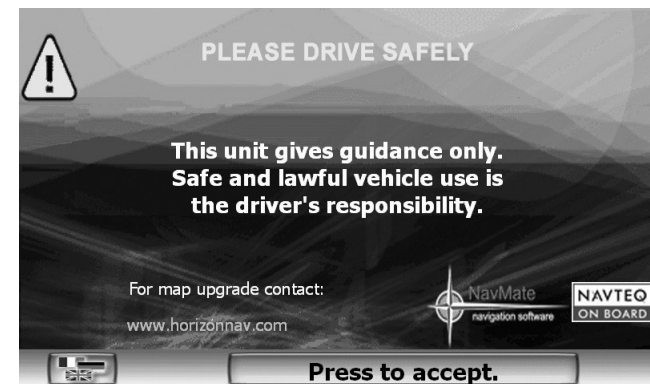 PLEASE DRIVE SAFELY
This unit gives guidance only.
Safe and lawful vehicle use is
the driver's responsibility.
For map upgrade contact:
www.horizonnav.com
NavMate
navigation software
NAVTEQ
ON BOARD
Press to accept.